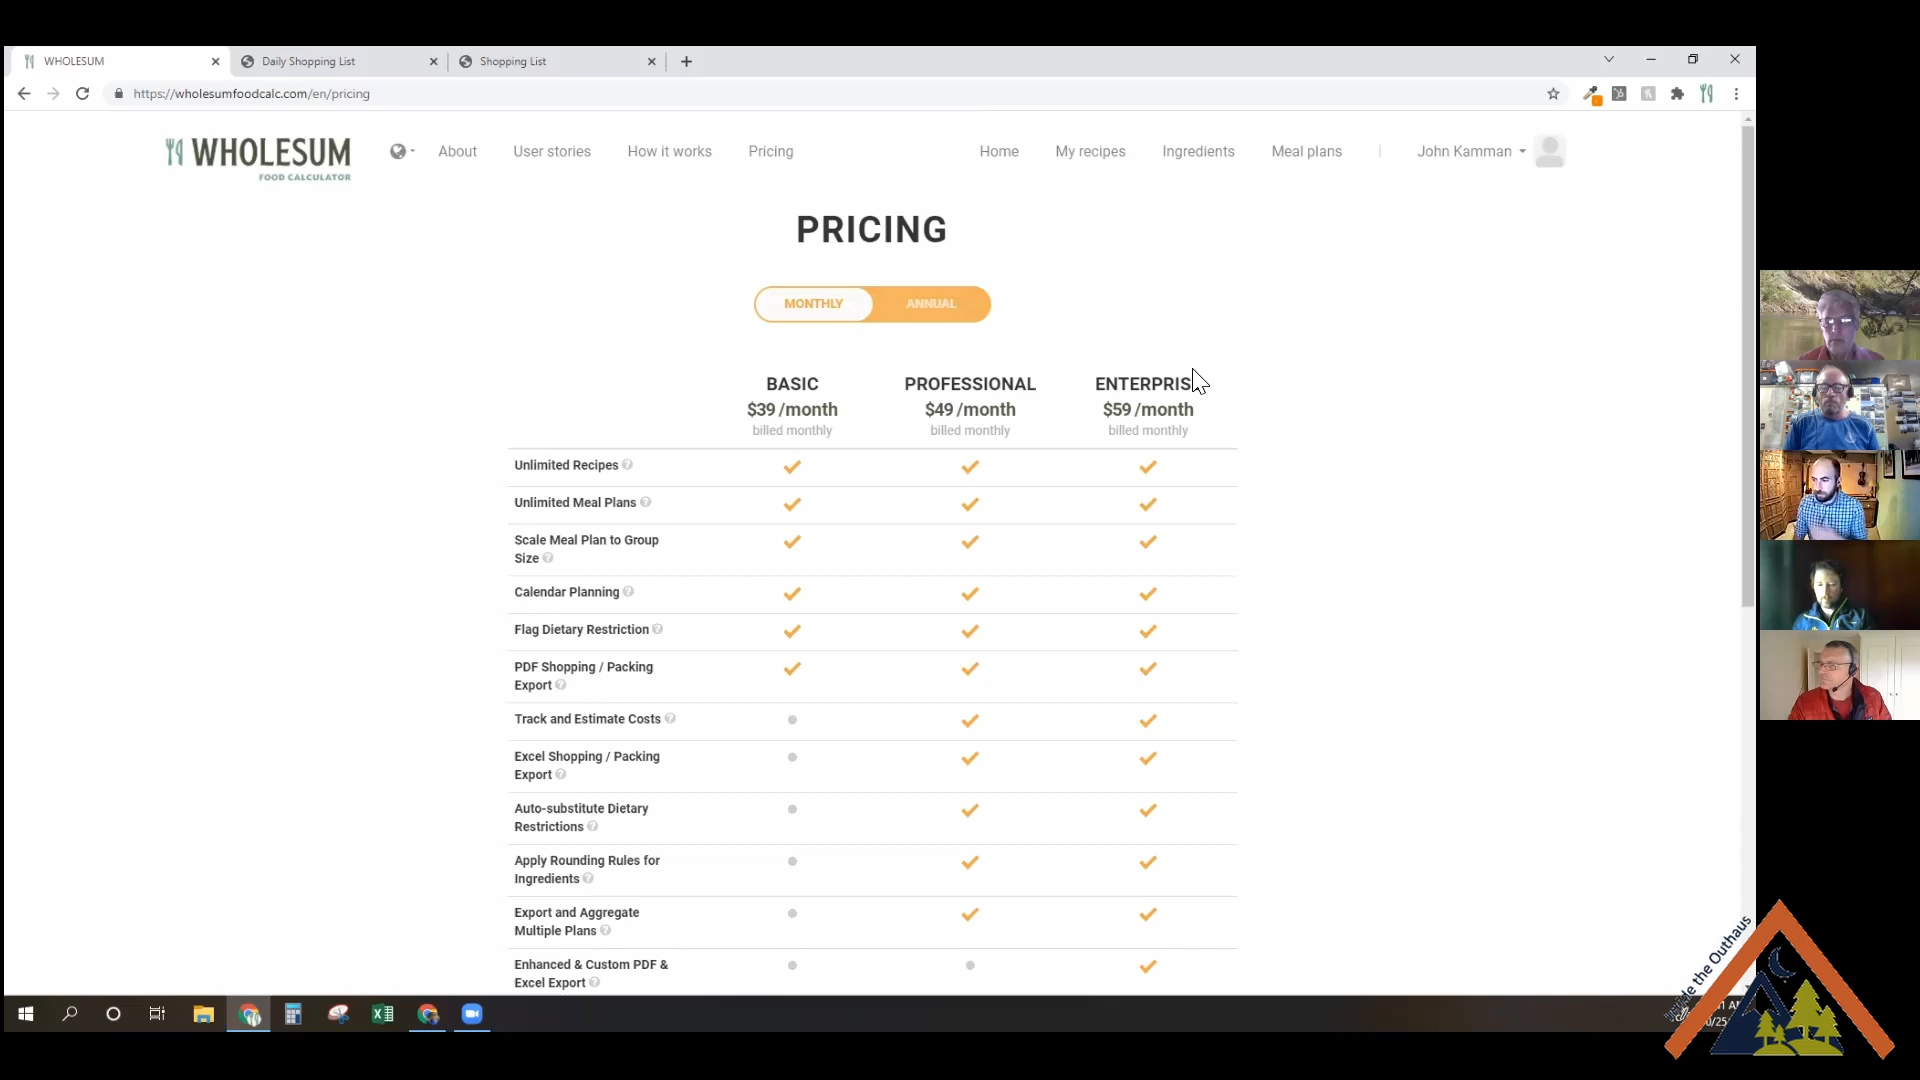 WHOLESUM
Daily Shopping List
Shopping List
https://wholesumfoodcalc.com/en/pricing
WHOLESUM
FOOD CALCULATOR
About
User stories
How it works
Pricing
Home
My recipes
Ingredients
Meal plans
John Kamman
PRICING
MONTHLY
ANNUAL
BASIC
PROFESSIONAL
ENTERPRIS
$39 /month
$49 /month
$59 /month
billed monthly
billed monthly
billed monthly
Unlimited Recipes
Unlimited Meal Plans
Scale Meal Plan to Group
Size
Calendar Planning
Flag Dietary Restriction
PDF Shopping / Packing
Export
Track and Estimate Costs
Excel Shopping / Packing
Export
Auto-substitute Dietary
Restrictions
Apply Rounding Rules for
Ingredients
Export and Aggregate
Multiple Plans
Enhanced & Custom PDF &
Excel Export
the Outhaus